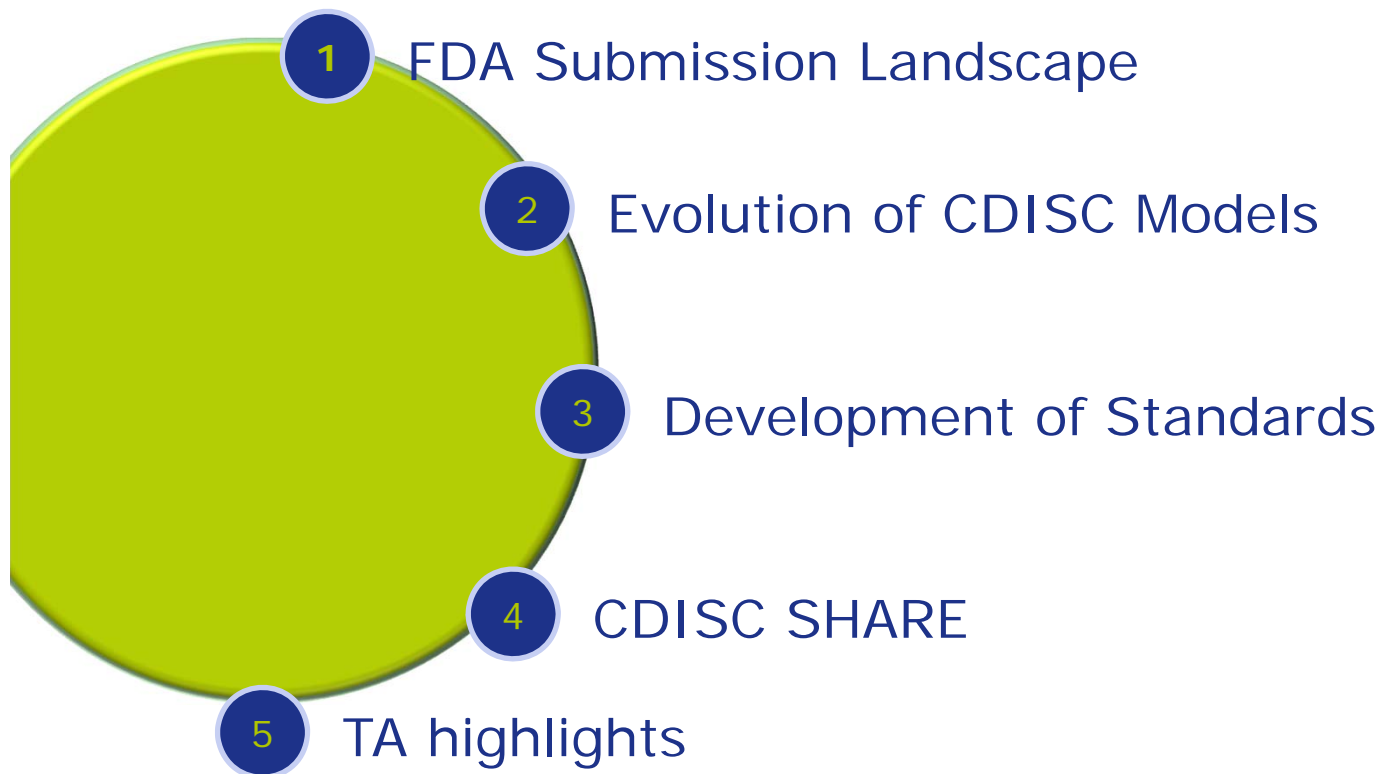 1 FDA Submission Landscape
2 Evolution of CDISC Models
3 Development of Standards
4 CDISC SHARE
5 TA highlights